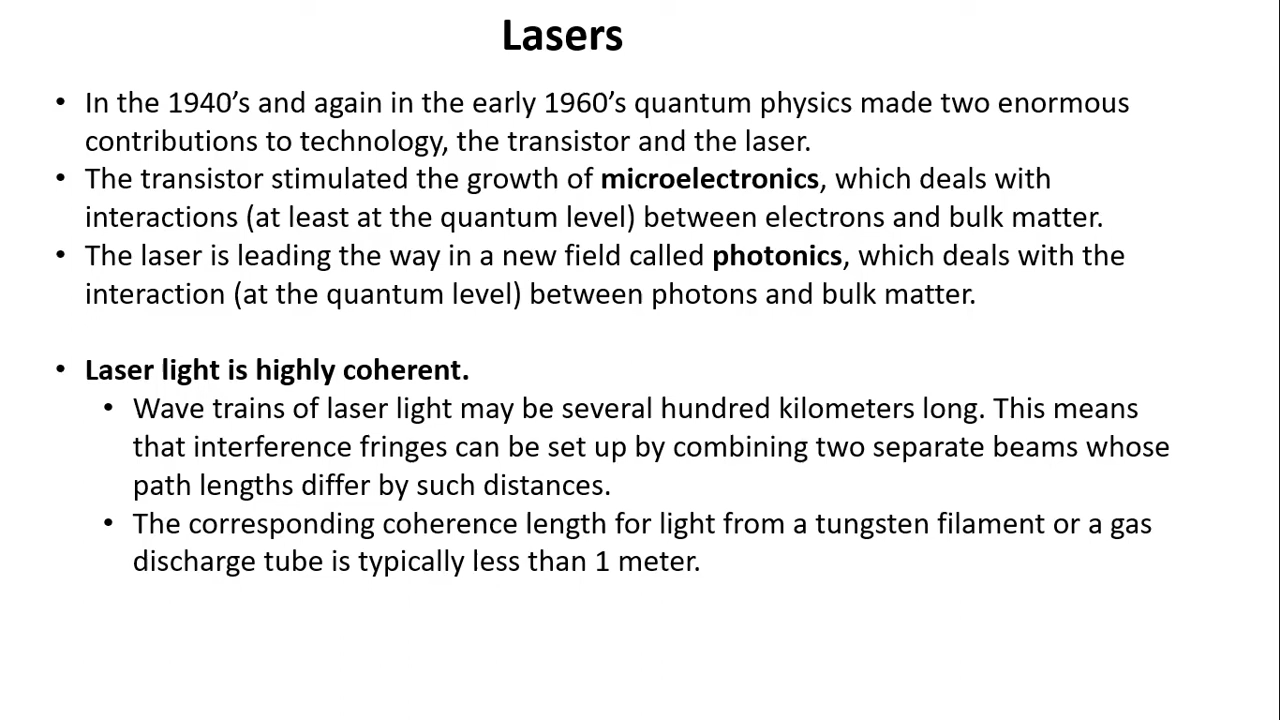 Lasers
• In the 1940’s and again in the early 1960’s quantum physics made two enormous
contributions to technology, the transistor and the laser.
• The transistor stimulated the growth of microelectronics, which deals with
interactions (at least at the quantum level) between electrons and bulk matter.
• The laser is leading the way in a new field called photonics, which deals with the
interaction (at the quantum level) between photons and bulk matter.
• Laser light is highly coherent.
• Wave trains of laser light may be several hundred kilometers long. This means
that interference fringes can be set up by combining two separate beams whose
path lengths differ by such distances.
• The corresponding coherence length for light from a tungsten filament or a gas
discharge tube is typically less than 1 meter.